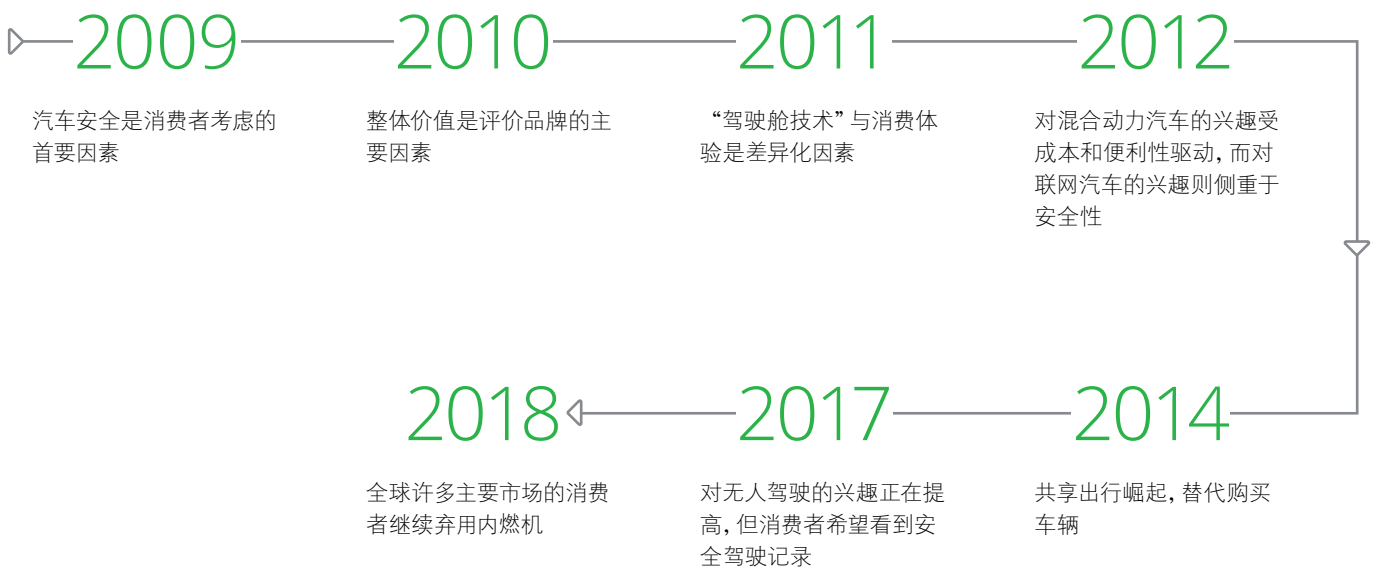 2009
汽车安全是消费者考虑的
首要因素
2010
整体价值是评价品牌的主
要因素
2011
“驾驶舱技术”与消费体
验是差异化因素
2012
对混合动力汽车的兴趣受
成本和便利性驱动，而对
联网汽车的兴趣则侧重于
安全性
2014
共享出行崛起，替代购买
车辆
2017
对无人驾驶的兴趣正在提
高，但消费者希望看到安
全驾驶记录
2018
全球许多主要市场的消费
者继续弃用内燃机